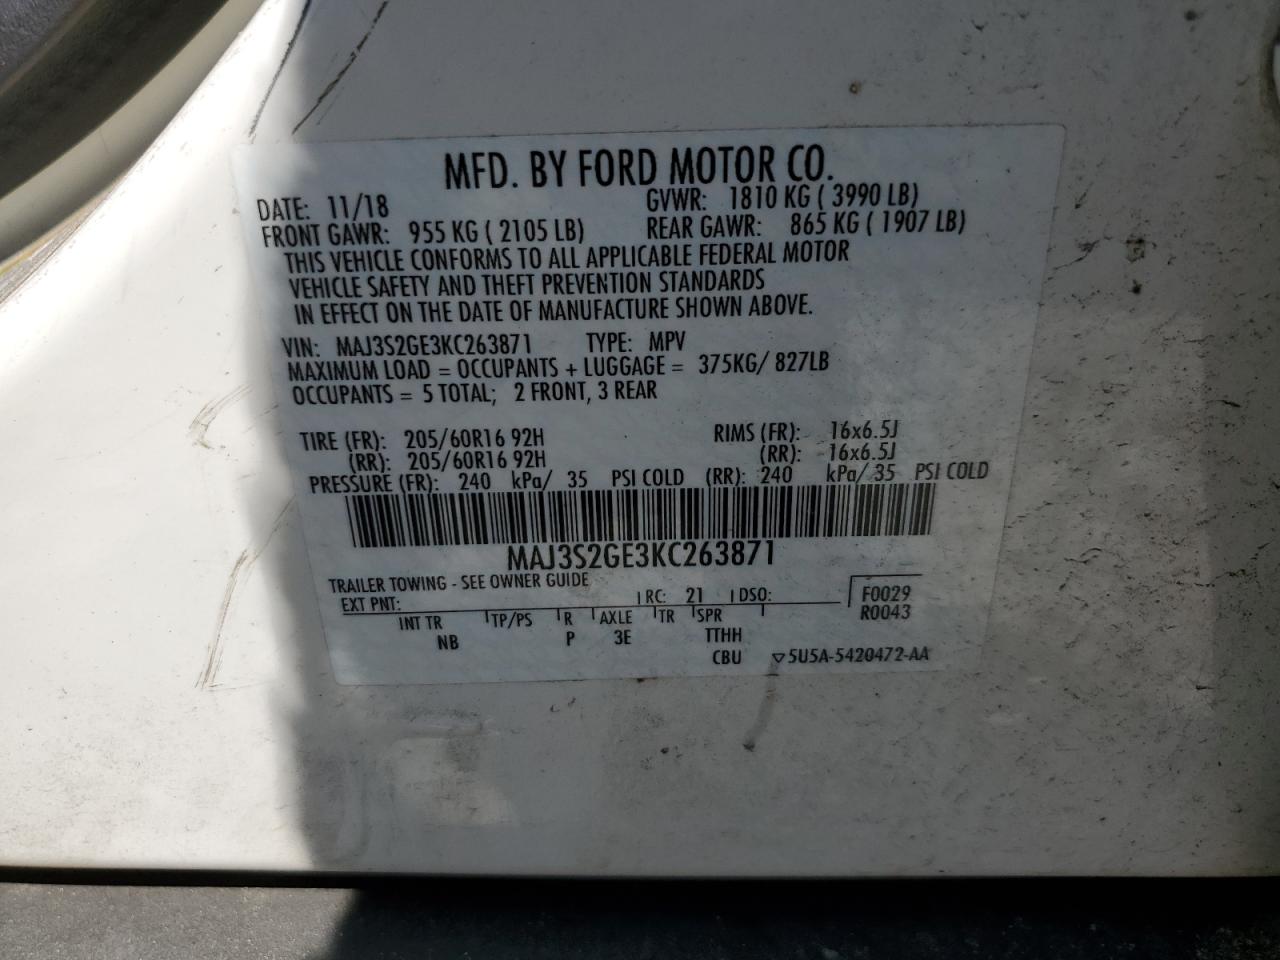 MFD. BY FORD MOTOR CO.
DATE: 11/18 GVWR: 1810 KG ( 3990 LB)
FRONT GAWR: 955 KG ( 2105 LB) REAR GAWR: 865 KG ( 1907 LB)
THIS VEHICLE CONFORMS TO ALL APPLICABLE FEDERAL MOTOR
VEHICLE SAFETY AND THEFT PREVENTION STANDARDS
IN EFFECT ON THE DATE OF MANUFACTURE SHOWN ABOVE.
VIN: MAJ3S2GE3KC263871 TYPE: MPV
MAXIMUM LOAD = OCCUPANTS + LUGGAGE = 375KG/ 827LB
OCCUPANTS = 5 TOTAL; 2 FRONT, 3 REAR
TIRE (FR): 205/60R16 92H RIMS (FR): 16x6.5J
(RR): 205/60R16 92H (RR): 16x6.5J
PRESSURE (FR): 240 kPa/ 35 PSI COLD (RR): 240 kPa/ 35 PSI COLD
MAJ3S2GE3KC263871
TRAILER TOWING - SEE OWNER GUIDE
EXT PNT: RC: 21 DSO: F0029
INT TR TP/PS R AXLE TR SPR R0043
NB P 3E TTHH
CBU ▽5U5A-5420472-AA